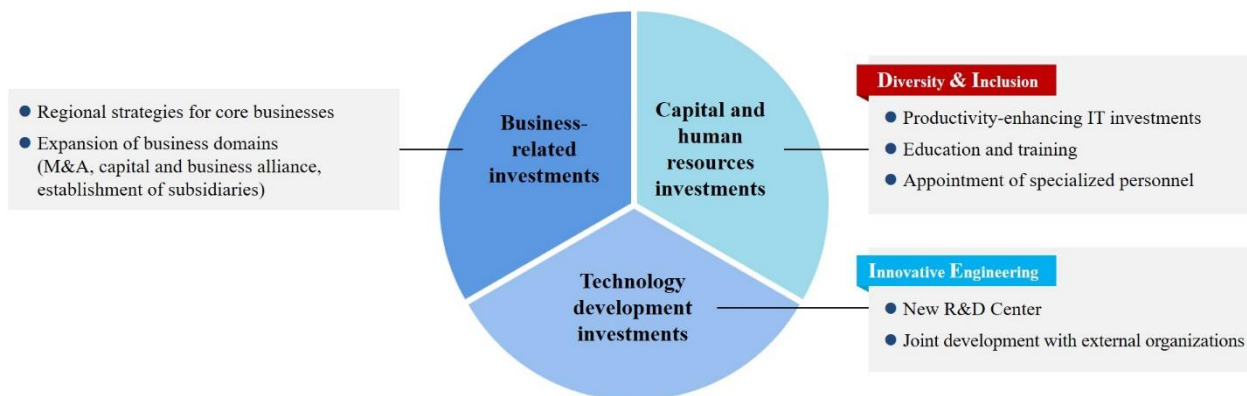 Regional strategies for core businesses
Expansion of business domains
(M&A, capital and business alliance,
establishment of subsidiaries)
Business-
related
investments
Capital and
human
resources
investments
Technology
development
investments
Diversity & Inclusion
Productivity-enhancing IT investments
Education and training
Appointment of specialized personnel
Innovative Engineering
New R&D Center
Joint development with external organizations